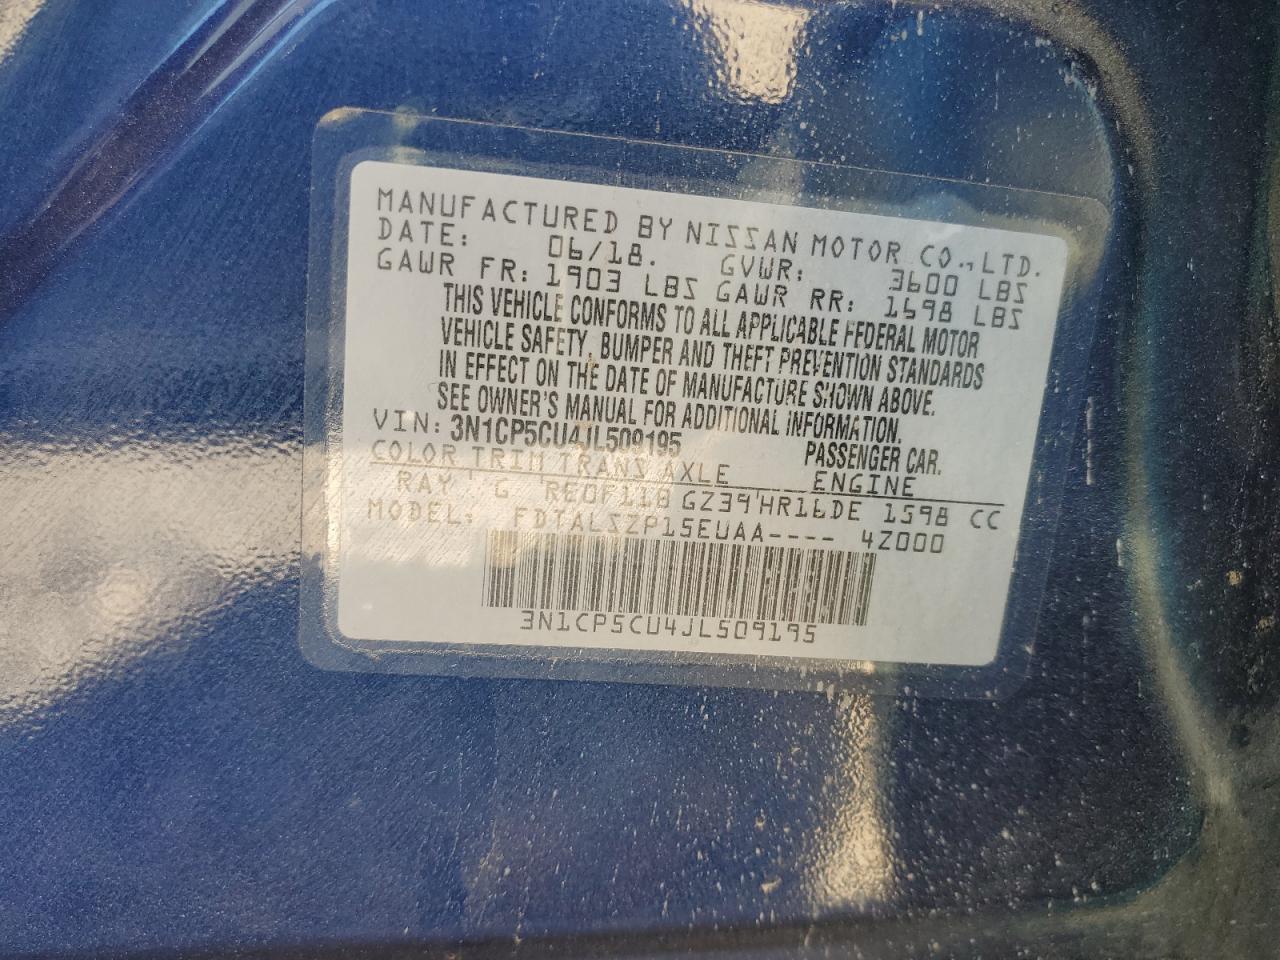 MANUFACTURED BY NISSAN MOTOR CO., LTD.
DATE: 06/18. GVWR: 3600 LBS
GAWR FR: 1903 LBS GAWR RR: 1698 LBS
THIS VEHICLE CONFORMS TO ALL APPLICABLE FEDERAL MOTOR
VEHICLE SAFETY, BUMPER AND THEFT PREVENTION STANDARDS
IN EFFECT ON THE DATE OF MANUFACTURE SHOWN ABOVE.
SEE OWNER'S MANUAL FOR ADDITIONAL INFORMATION.
VIN: 3N1CP5CU4JL509195 PASSENGER CAR.
COLOR TRIM TRANS AXLE ENGINE
RAY G RE0F11B GZ39 HR16DE 1598 CC
MODEL: FDTALSZP15EUAA---- 4Z000
3N1CP5CU4JL509195